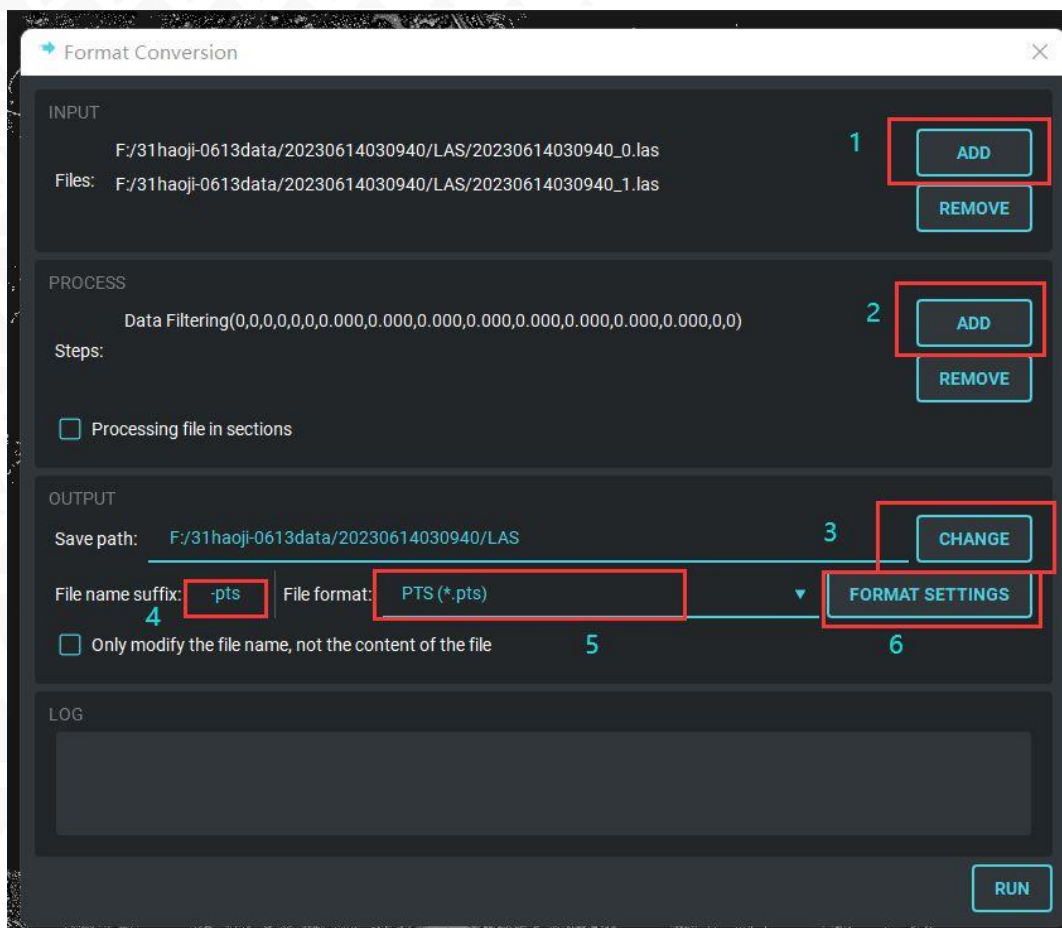 Format Conversion
INPUT
F:/31haoji-0613data/20230614030940/LAS/20230614030940_0.las
1
ADD
Files: F:/31haoji-0613data/20230614030940/LAS/20230614030940_1.las
REMOVE
PROCESS
Data Filtering(0,0,0,0,0,0,0.000,0.000,0.000,0.000,0.000,0.000,0.000,0.000,0,0)
2
ADD
Steps:
REMOVE
Processing file in sections
OUTPUT
Save path: F:/31haoji-0613data/20230614030940/LAS
3
CHANGE
File name suffix: -pts File format: PTS (*.pts) ▼ FORMAT SETTINGS
4
Only modify the file name, not the content of the file
5
6
LOG
RUN